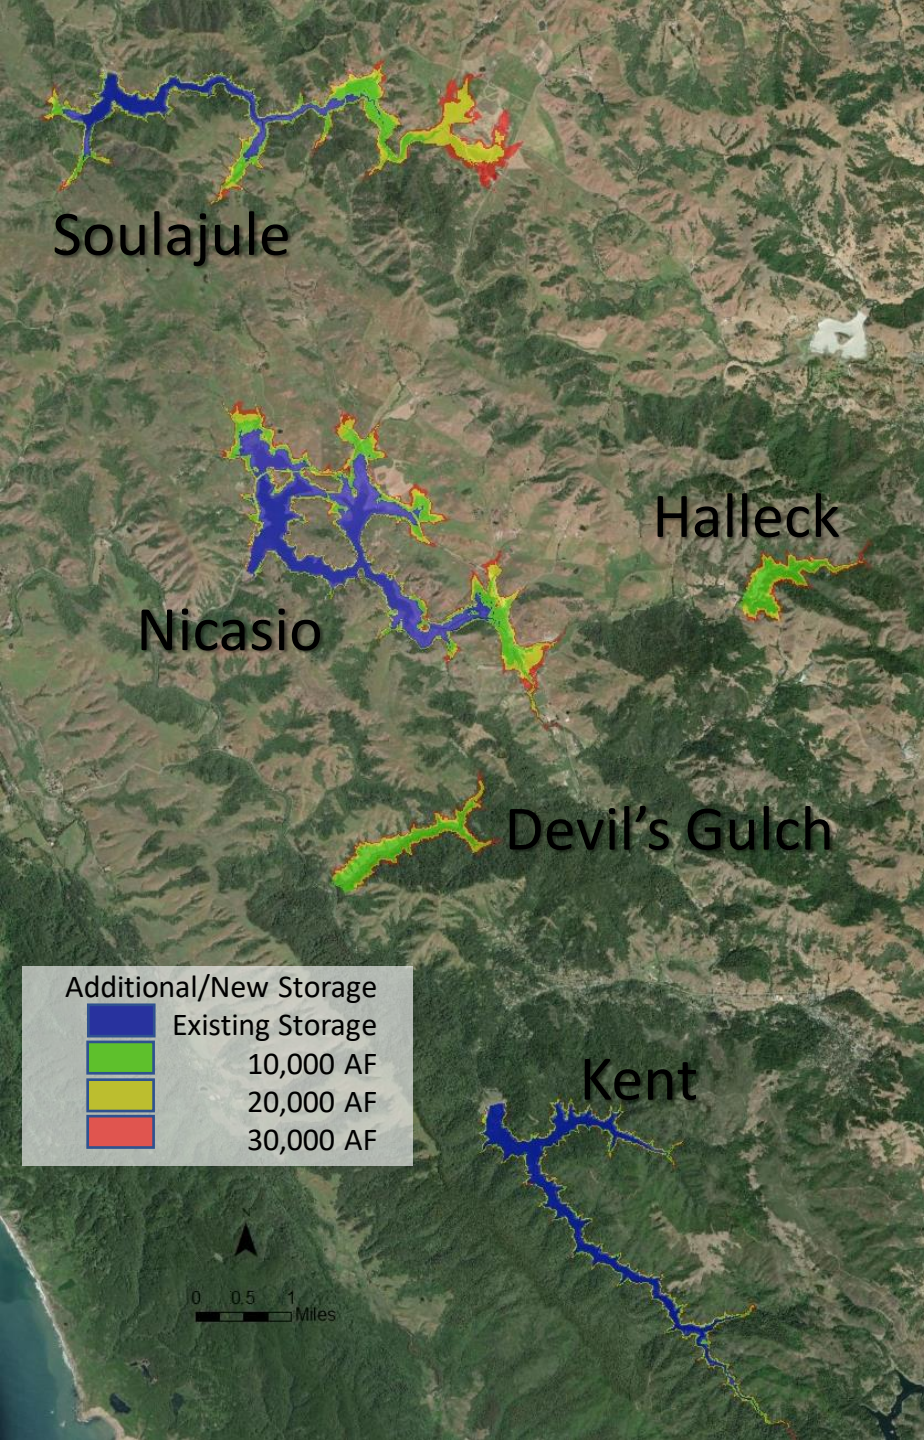 Soulajule
Halleck
Nicasio
Devil's Gulch
Additional/New Storage
Existing Storage
10,000 AF
20,000 AF
30,000 AF
Kent
N
0 0.5 1
Miles